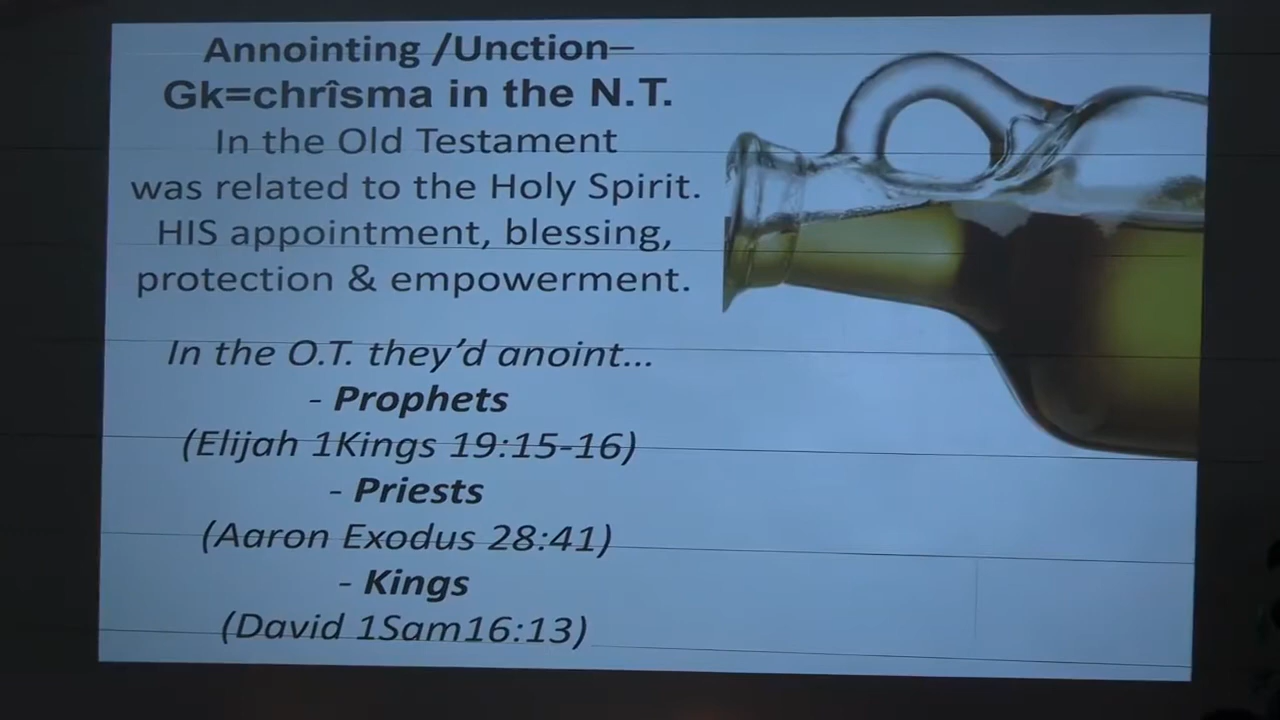 Annointing /Unction–
Gk=chrîsma in the N.T.
In the Old Testament
was related to the Holy Spirit.
HIS appointment, blessing,
protection & empowerment.
In the O.T. they’d anoint...
- Prophets
(Elijah 1Kings 19:15-16)
- Priests
(Aaron Exodus 28:41)
- Kings
(David 1Sam16:13)